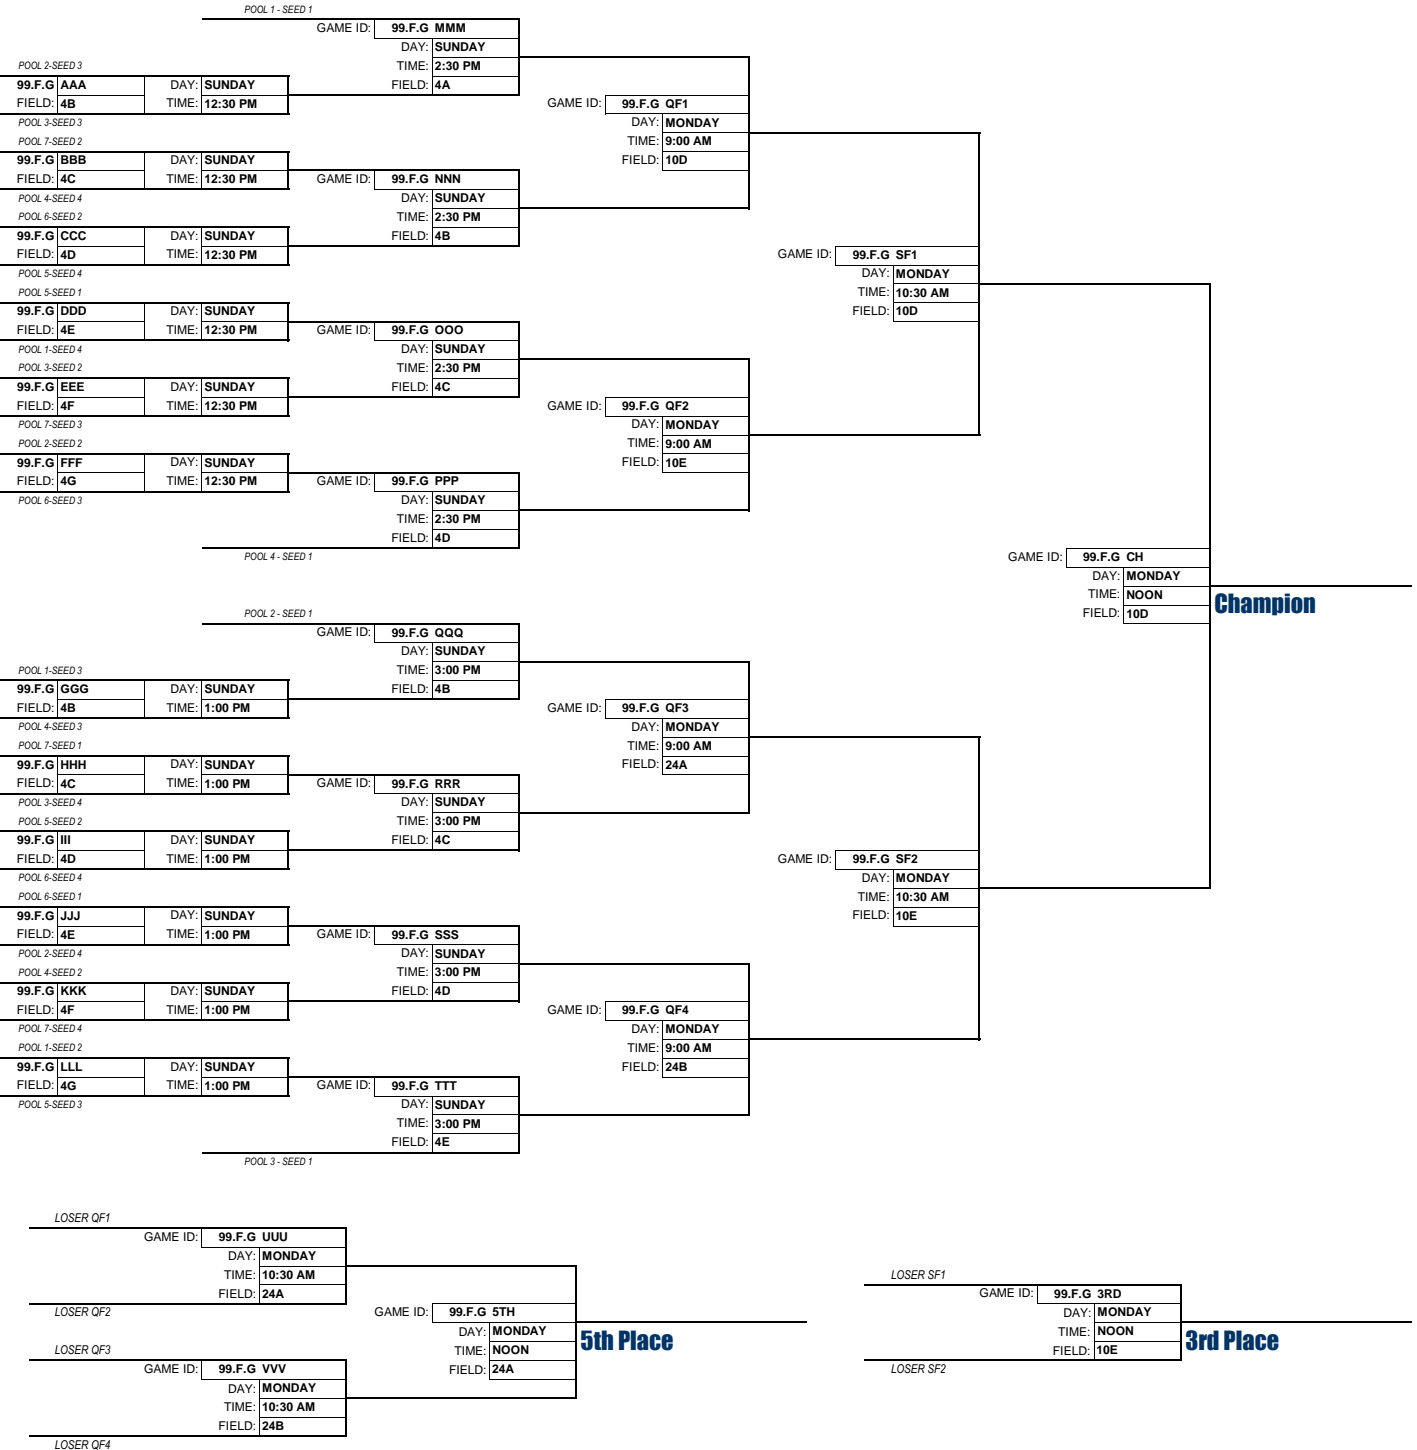 POOL 1 - SEED 1
GAME ID: 99.F.G MMM
DAY: SUNDAY
TIME: 2:30 PM
FIELD: 4A
POOL 2-SEED 3
99.F.G AAA DAY: SUNDAY
FIELD: 4B TIME: 12:30 PM
POOL 3-SEED 3
GAME ID: 99.F.G QF1
DAY: MONDAY
TIME: 9:00 AM
FIELD: 10D
POOL 7-SEED 2
99.F.G BBB DAY: SUNDAY
FIELD: 4C TIME: 12:30 PM
POOL 4-SEED 4
GAME ID: 99.F.G NNN
DAY: SUNDAY
TIME: 2:30 PM
FIELD: 4B
POOL 6-SEED 2
99.F.G CCC DAY: SUNDAY
FIELD: 4D TIME: 12:30 PM
POOL 5-SEED 4
GAME ID: 99.F.G SF1
DAY: MONDAY
TIME: 10:30 AM
FIELD: 10D
POOL 5-SEED 1
99.F.G DDD DAY: SUNDAY
FIELD: 4E TIME: 12:30 PM
POOL 1-SEED 4
GAME ID: 99.F.G OOO
DAY: SUNDAY
TIME: 2:30 PM
FIELD: 4C
POOL 3-SEED 2
99.F.G EEE DAY: SUNDAY
FIELD: 4F TIME: 12:30 PM
POOL 7-SEED 3
GAME ID: 99.F.G QF2
DAY: MONDAY
TIME: 9:00 AM
FIELD: 10E
POOL 2-SEED 2
99.F.G FFF DAY: SUNDAY
FIELD: 4G TIME: 12:30 PM
POOL 6-SEED 3
GAME ID: 99.F.G PPP
DAY: SUNDAY
TIME: 2:30 PM
FIELD: 4D
POOL 4 - SEED 1
GAME ID: 99.F.G CH
DAY: MONDAY
TIME: NOON
FIELD: 10D
Champion
POOL 2 - SEED 1
GAME ID: 99.F.G QQQ
DAY: SUNDAY
TIME: 3:00 PM
FIELD: 4B
POOL 1-SEED 3
99.F.G GGG DAY: SUNDAY
FIELD: 4B TIME: 1:00 PM
POOL 4-SEED 3
GAME ID: 99.F.G QF3
DAY: MONDAY
TIME: 9:00 AM
FIELD: 24A
POOL 7-SEED 1
99.F.G HHH DAY: SUNDAY
FIELD: 4C TIME: 1:00 PM
POOL 3-SEED 4
GAME ID: 99.F.G RRR
DAY: SUNDAY
TIME: 3:00 PM
FIELD: 4C
POOL 5-SEED 2
99.F.G III DAY: SUNDAY
FIELD: 4D TIME: 1:00 PM
POOL 6-SEED 4
GAME ID: 99.F.G SF2
DAY: MONDAY
TIME: 10:30 AM
FIELD: 10E
POOL 6-SEED 1
99.F.G JJJ DAY: SUNDAY
FIELD: 4E TIME: 1:00 PM
POOL 2-SEED 4
GAME ID: 99.F.G SSS
DAY: SUNDAY
TIME: 3:00 PM
FIELD: 4D
POOL 4-SEED 2
99.F.G KKK DAY: SUNDAY
FIELD: 4F TIME: 1:00 PM
POOL 7-SEED 4
GAME ID: 99.F.G QF4
DAY: MONDAY
TIME: 9:00 AM
FIELD: 24B
POOL 1-SEED 2
99.F.G LLL DAY: SUNDAY
FIELD: 4G TIME: 1:00 PM
POOL 5-SEED 3
GAME ID: 99.F.G TTT
DAY: SUNDAY
TIME: 3:00 PM
FIELD: 4E
POOL 3 - SEED 1
LOSER QF1
GAME ID: 99.F.G UUU
DAY: MONDAY
TIME: 10:30 AM
FIELD: 24A
LOSER QF2
GAME ID: 99.F.G 5TH
DAY: MONDAY
TIME: NOON
FIELD: 24A
5th Place
LOSER QF3
GAME ID: 99.F.G VVV
DAY: MONDAY
TIME: 10:30 AM
FIELD: 24B
LOSER QF4
LOSER SF1
GAME ID: 99.F.G 3RD
DAY: MONDAY
TIME: NOON
FIELD: 10E
3rd Place
LOSER SF2